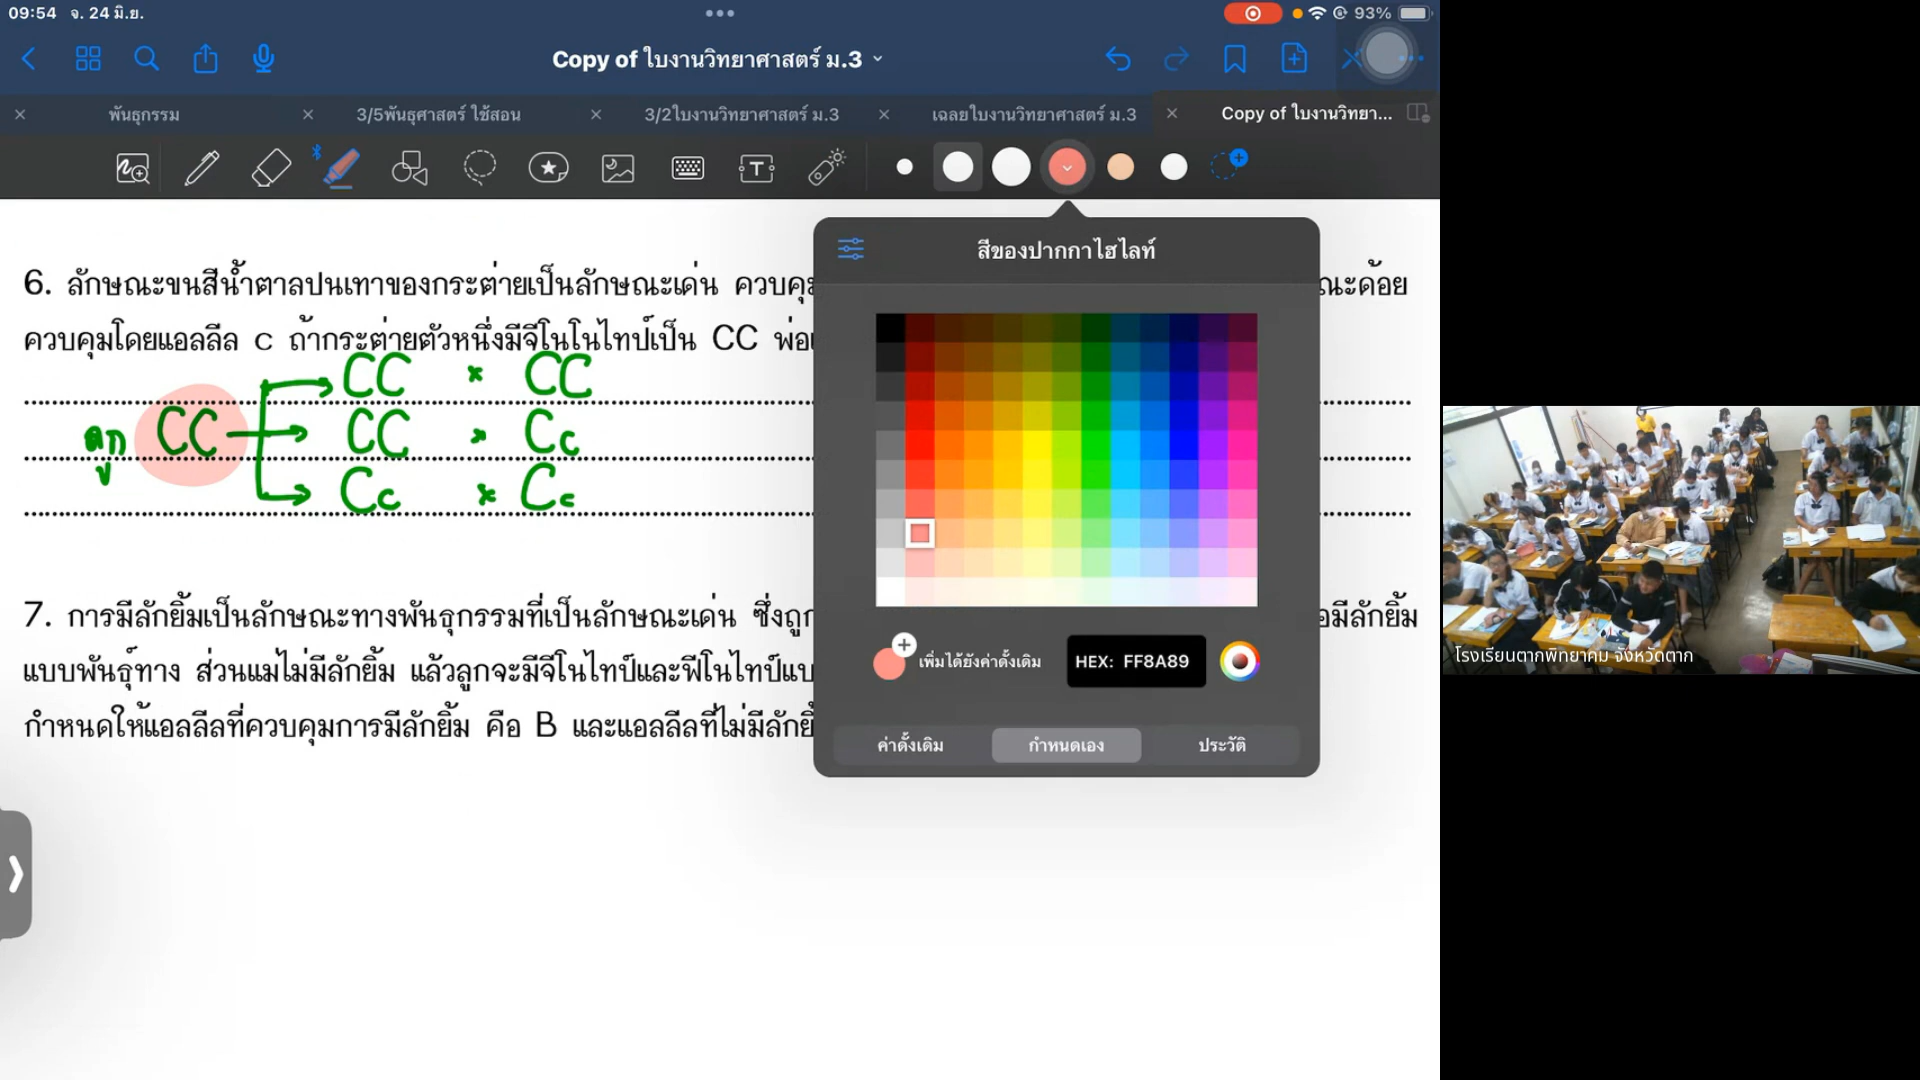 09:54 จ. 24 มิ.ย.
93%
Copy of ใบงานวิทยาศาสตร์ ม.3
พันธุกรรม
3/5พันธุศาสตร์ ใช้สอน
3/2ใบงานวิทยาศาสตร์ ม.3
เฉลยใบงานวิทยาศาสตร์ ม.3
Copy of ใบงานวิทยา...
สีของปากกาไฮไลท์
6. ลักษณะขนสีน้ำตาลปนเทาของกระต่ายเป็นลักษณะเด่น ควบคุม ณะด้อย
ควบคุมโดยแอลลีล c ถ้ากระต่ายตัวหนึ่งมีจีโนไทป์เป็น CC พ่อแ
CC × CC
ลูก CC CC × Cc
Cc × Cc
7. การมีลักยิ้มเป็นลักษณะทางพันธุกรรมที่เป็นลักษณะเด่น ซึ่งถูก อมีลักยิ้ม
แบบพันธุ์ทาง ส่วนแม่ไม่มีลักยิ้ม แล้วลูกจะมีจีโนไทป์และฟีโนไทป์แบ
กำหนดให้แอลลีลที่ควบคุมการมีลักยิ้ม คือ B และแอลลีลที่ไม่มีลักยิ้
เพิ่มได้ยังค่าดั้งเดิม
HEX: FF8A89
ค่าดั้งเดิม
กำหนดเอง
ประวัติ
โรงเรียนตากพิทยาคม จังหวัดตาก